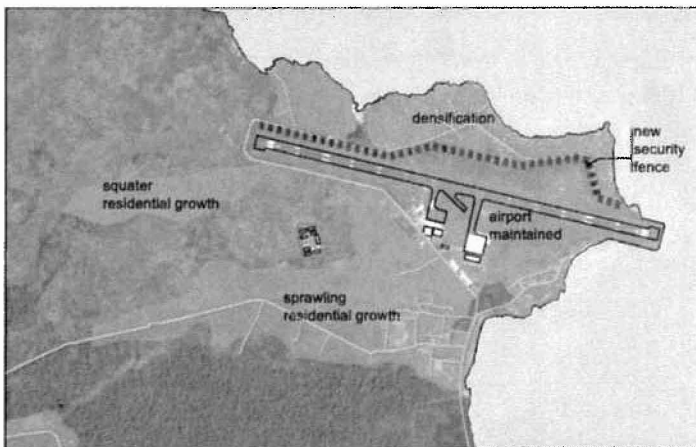 densification
new
security
fence
squater
residential growth
airport
maintained
sprawling
residential growth